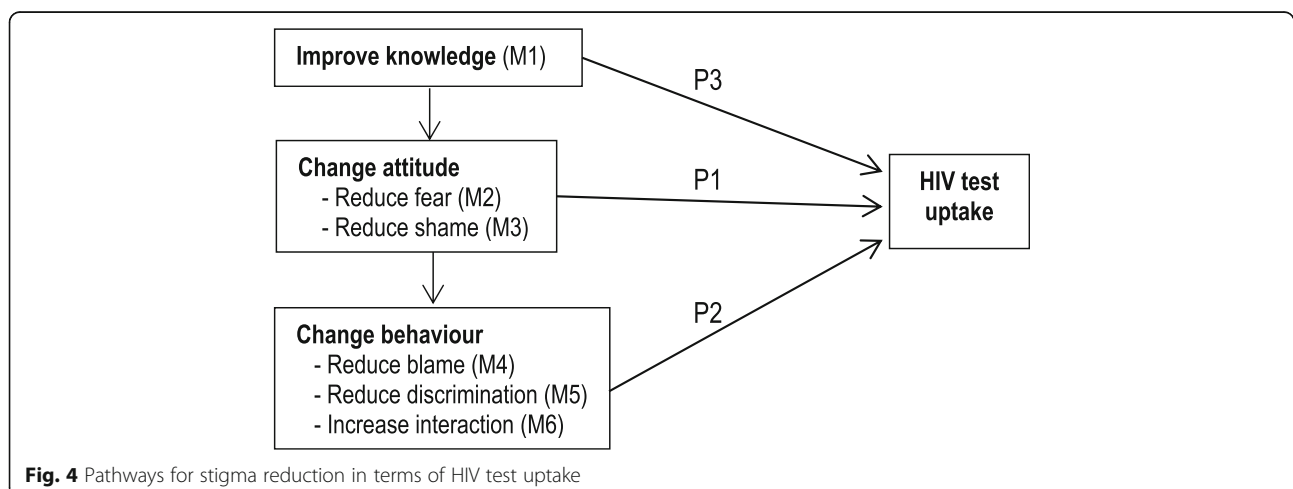 Improve knowledge (M1)
P3
Change attitude
- Reduce fear (M2)
- Reduce shame (M3)
P1
HIV test
uptake
Change behaviour
- Reduce blame (M4)
- Reduce discrimination (M5)
- Increase interaction (M6)
P2
Fig. 4 Pathways for stigma reduction in terms of HIV test uptake